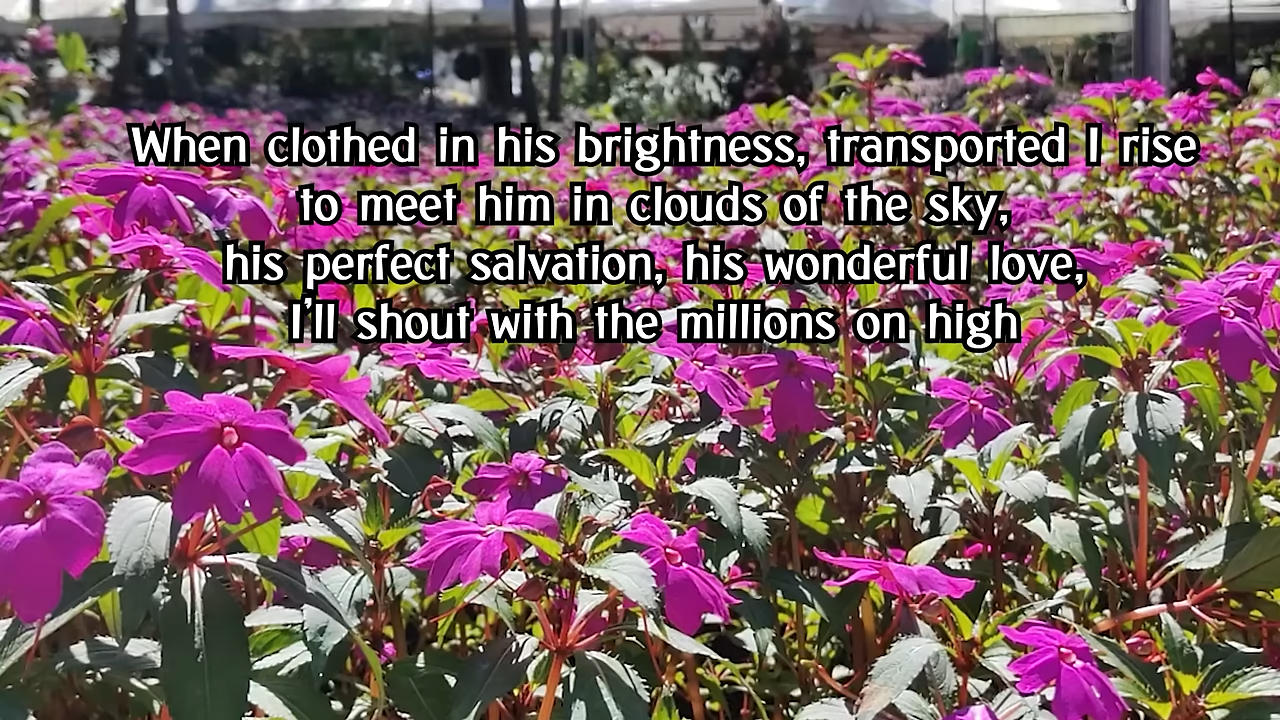 When clothed in his brightness, transported I rise
to meet him in clouds of the sky,
his perfect salvation, his wonderful love,
I'll shout with the millions on high